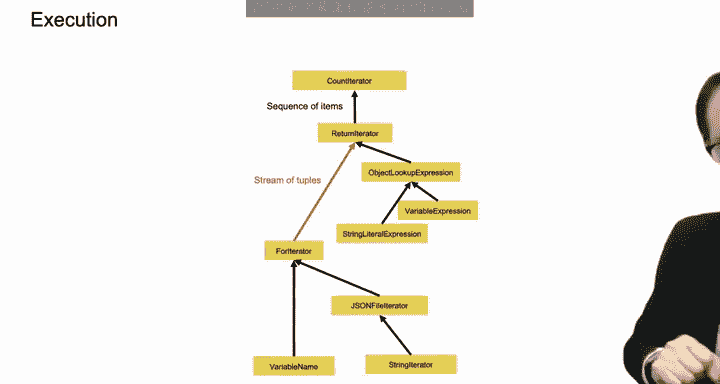 Execution
CountIterator
Sequence of items
ReturnIterator
ObjectLookupExpression
Stream of tuples
VariableExpression
StringLiteralExpression
ForIterator
JSONFileIterator
VariableName
StringIterator